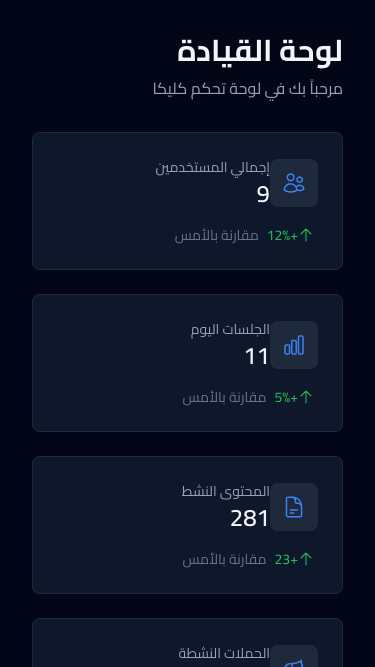 لوحة القيادة
مرحباً بك في لوحة تحكم كليكا
إجمالي المستخدمين
9
+12% مقارنة بالأمس
الجلسات اليوم
11
+5% مقارنة بالأمس
المحتوى النشط
281
+23 مقارنة بالأمس
الحملات النشطة